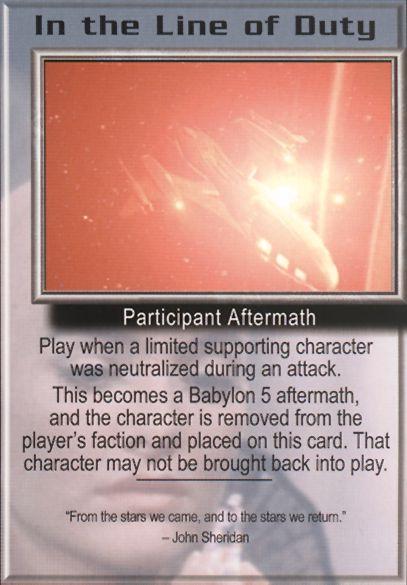 In the Line of Duty
Participant Aftermath
Play when a limited supporting character
was neutralized during an attack.
This becomes a Babylon 5 aftermath,
and the character is removed from the
player's faction and placed on this card. That
character may not be brought back into play.
"From the stars we came, and to the stars we return."
– John Sheridan